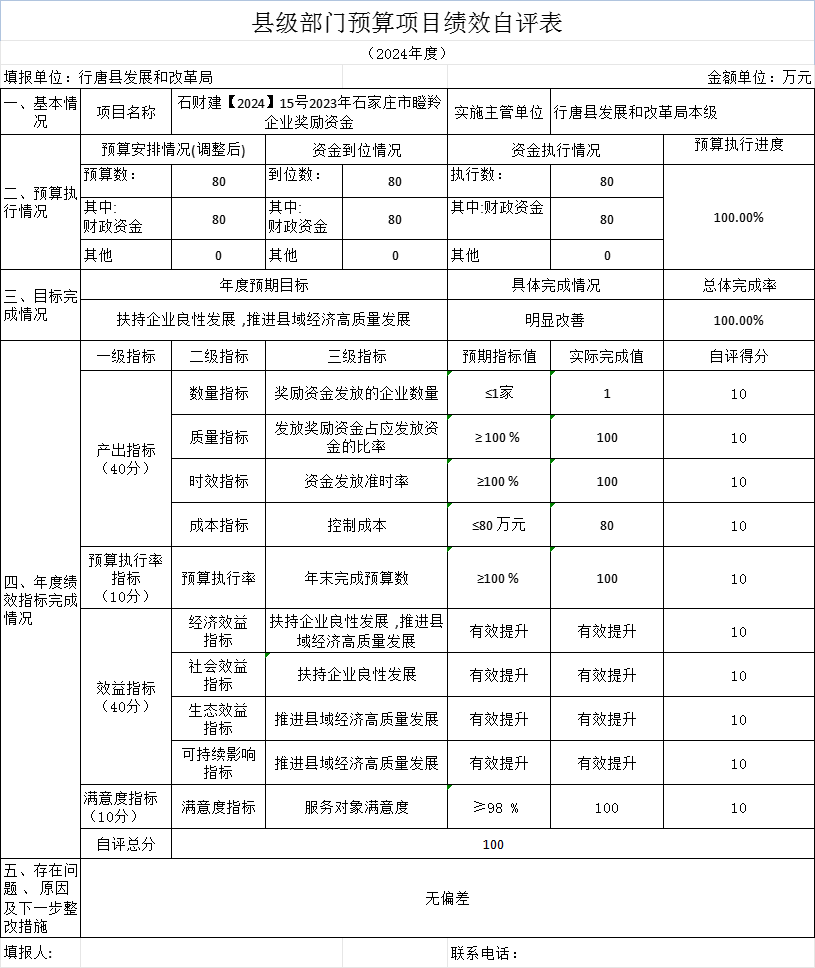 县级部门预算项目绩效自评表
（2024年度）
填报单位：行唐县发展和改革局
金额单位：万元
一、基本情况
项目名称
石财建【2024】15号2023年石家庄市瞪羚
企业奖励资金
实施主管单位
行唐县发展和改革局本级
二、预算执行情况
预算安排情况(调整后)
资金到位情况
资金执行情况
预算执行进度
预算数：
80
到位数：
80
执行数：
80
100.00%
其中:
财政资金
80
其中:
财政资金
80
其中:财政资金
80
其他
0
其他
0
其他
0
三、目标完成情况
年度预期目标
具体完成情况
总体完成率
扶持企业良性发展 ,推进县域经济高质量发展
明显改善
100.00%
四、年度绩效指标完成情况
一级指标
二级指标
三级指标
预期指标值
实际完成值
自评得分
产出指标
（40分）
数量指标
奖励资金发放的企业数量
≤1家
1
10
质量指标
发放奖励资金占应发放资
金的比率
≥ 100 %
100
10
时效指标
资金发放准时率
≥100 %
100
10
成本指标
控制成本
≤80 万元
80
10
预算执行率
指标
（10分）
预算执行率
年末完成预算数
≥100 %
100
10
效益指标
（40分）
经济效益
指标
扶持企业良性发展 ,推进县
域经济高质量发展
有效提升
有效提升
10
社会效益
指标
扶持企业良性发展
有效提升
有效提升
10
生态效益
指标
推进县域经济高质量发展
有效提升
有效提升
10
可持续影响
指标
推进县域经济高质量发展
有效提升
有效提升
10
满意度指标
（10分）
满意度指标
服务对象满意度
≥98 %
100
10
自评总分
100
五、存在问
题 、 原因
及下一步整
改措施
无偏差
填报人:
联系电话：